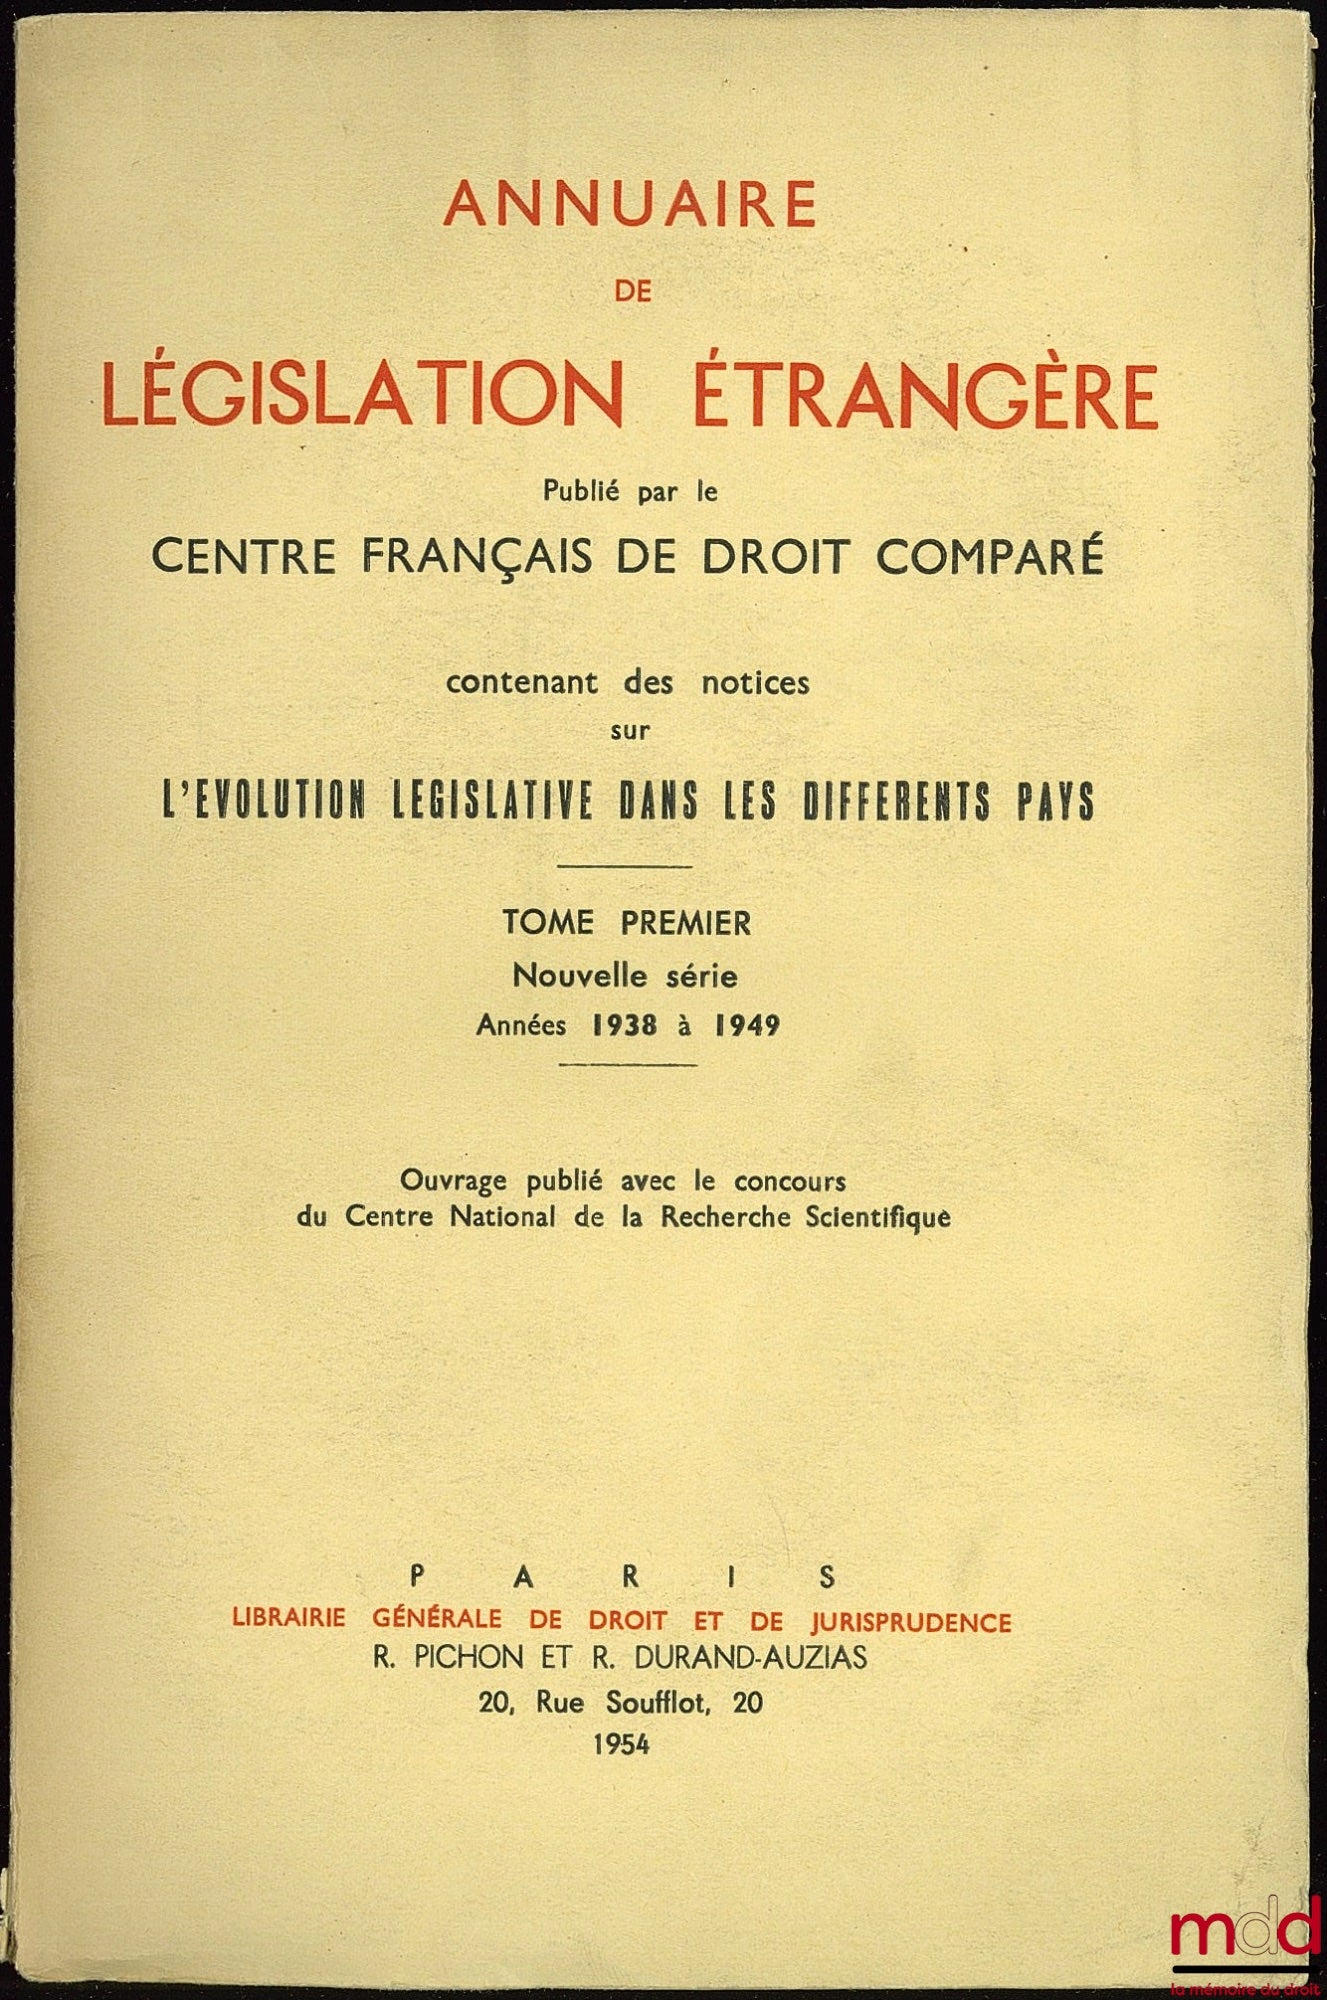 ANNUAIRE
DE
LÉGISLATION ÉTRANGÈRE
Publié par le
CENTRE FRANÇAIS DE DROIT COMPARÉ
contenant des notices
sur
L'EVOLUTION LEGISLATIVE DANS LES DIFFERENTS PAYS
TOME PREMIER
Nouvelle série
Années 1938 à 1949
Ouvrage publié avec le concours
du Centre National de la Recherche Scientifique
PARIS
LIBRAIRIE GÉNÉRALE DE DROIT ET DE JURISPRUDENCE
R. PICHON ET R. DURAND-AUZIAS
20, Rue Soufflot, 20
1954
mdd
la mémoire du droit